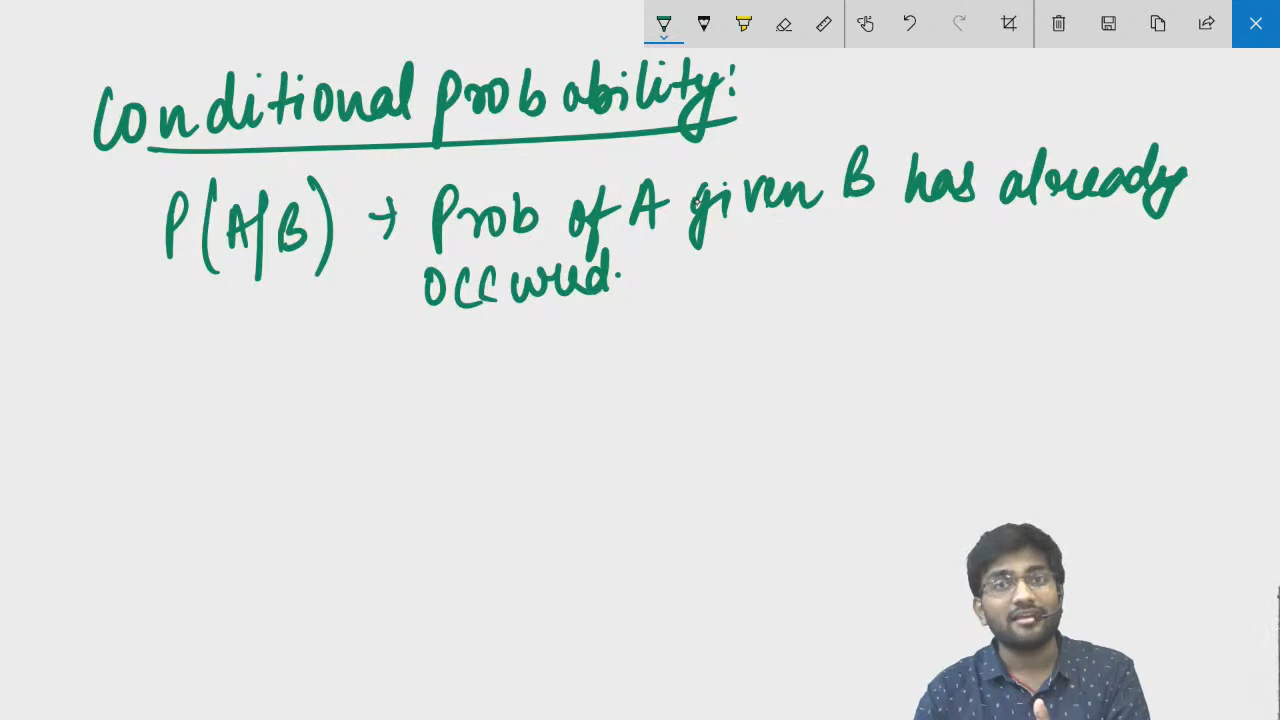 Conditional Probability:
P(A/B) → Prob of A given B has already
occured.